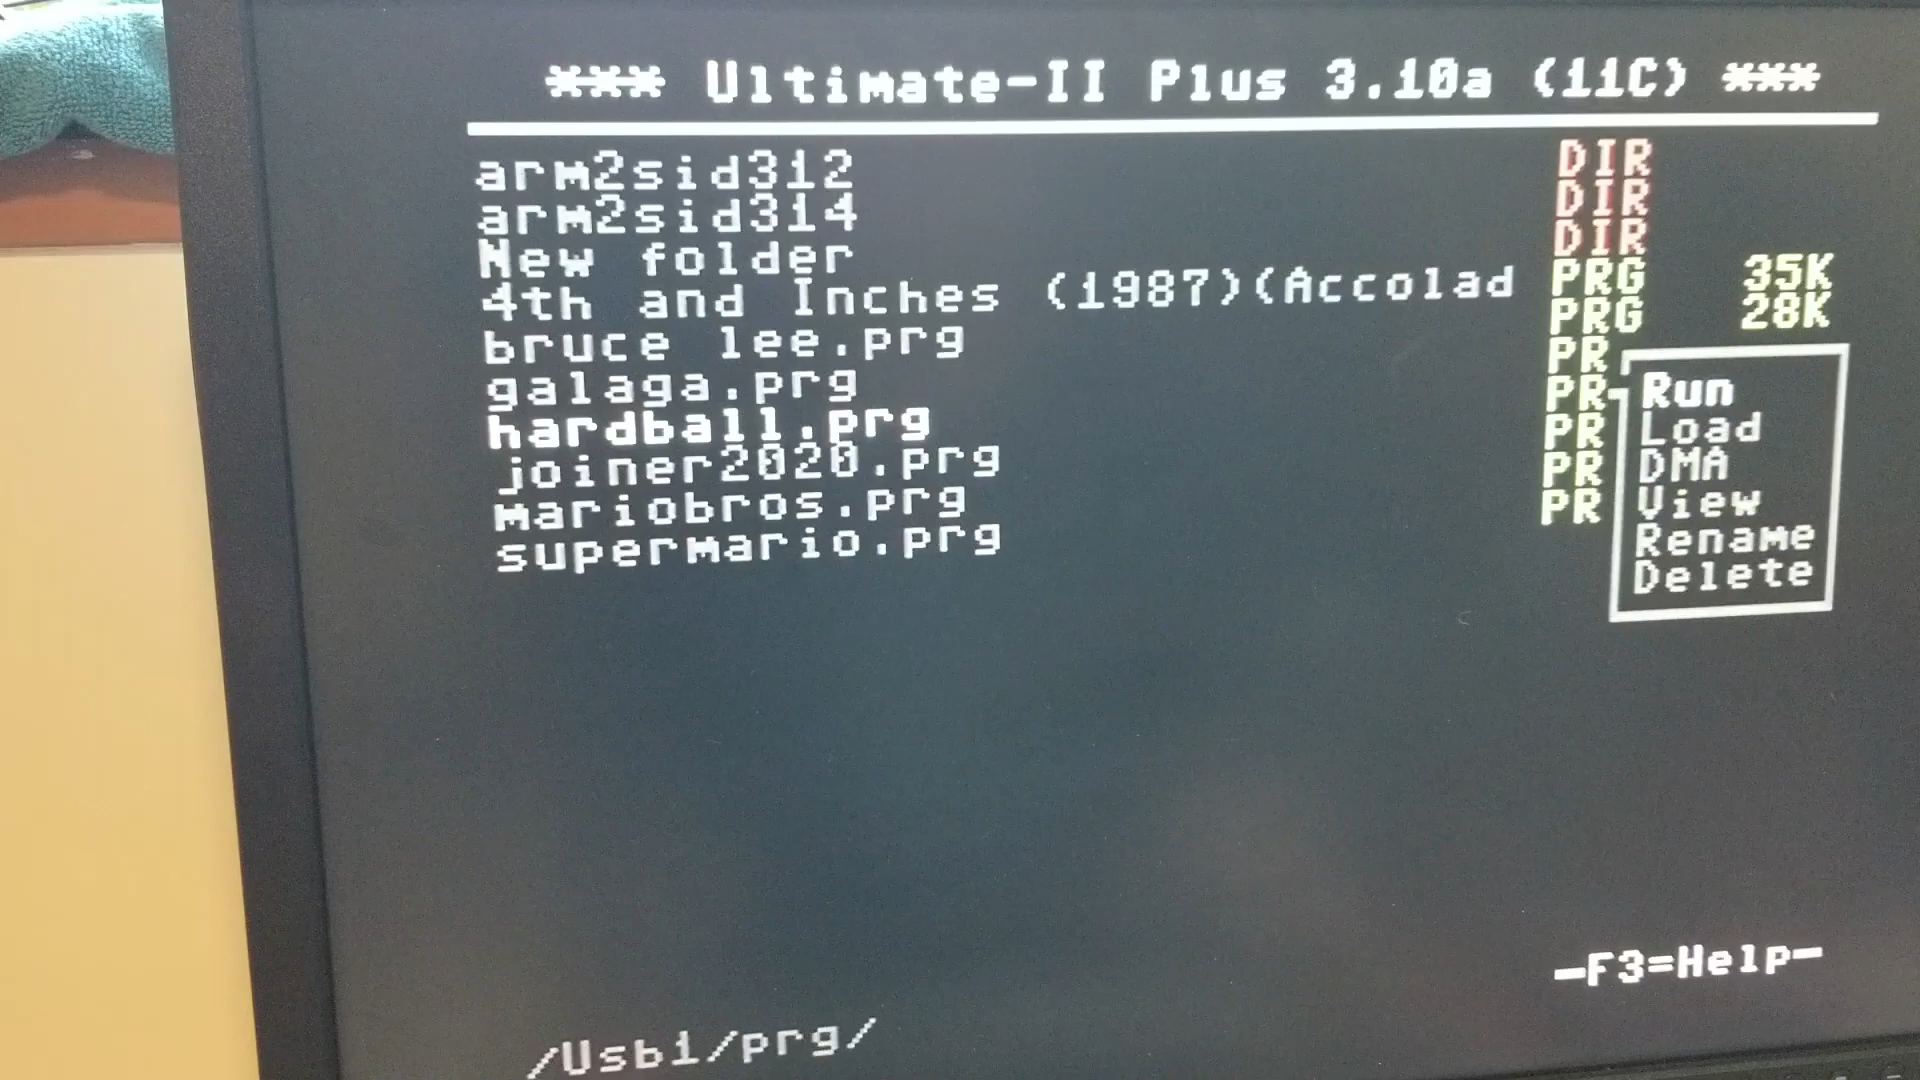 *** Ultimate-II Plus 3.10a (11C) ***
arm2sid312 DIR
arm2sid314 DIR
New folder DIR
4th and Inches (1987)(Accolad PRG 35K
bruce lee.prg PRG 28K
galaga.prg PR
hardball.prg PR Run
joiner2020.prg PR Load
mariobros.prg PR DMA
supermario.prg PR View
Rename
Delete
-F3=Help-
/Usb1/prg/